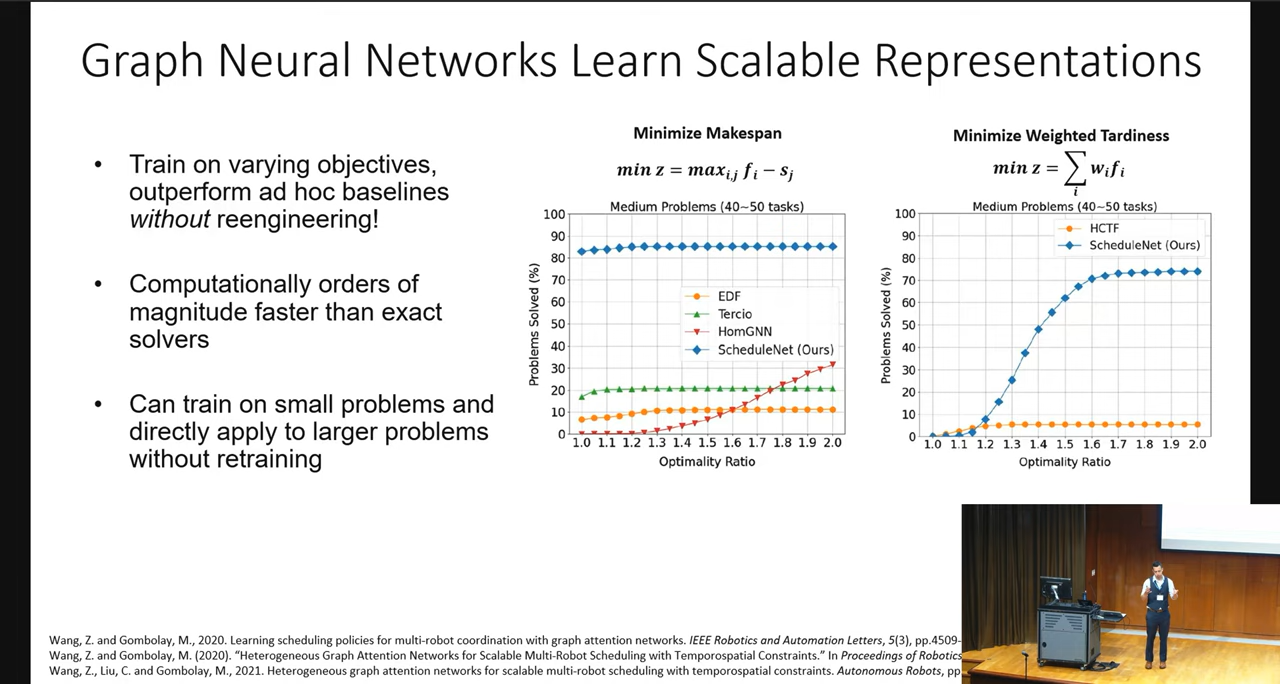 Graph Neural Networks Learn Scalable Representations
• Train on varying objectives,
outperform ad hoc baselines
without reengineering!
• Computationally orders of
magnitude faster than exact
solvers
• Can train on small problems and
directly apply to larger problems
without retraining
Minimize Makespan
min z = max_{i,j} f_i − s_j
Medium Problems (40~50 tasks)
Problems Solved (%)
100
90
80
70
60
50
40
30
20
10
0
EDF
Tercio
HomGNN
ScheduleNet (Ours)
1.0 1.1 1.2 1.3 1.4 1.5 1.6 1.7 1.8 1.9 2.0
Optimality Ratio
Minimize Weighted Tardiness
min z = ∑_i w_i f_i
Medium Problems (40~50 tasks)
Problems Solved (%)
100
90
80
70
60
50
40
30
20
10
0
HCTF
ScheduleNet (Ours)
1.0 1.1 1.2 1.3 1.4 1.5 1.6 1.7 1.8 1.9 2.0
Optimality Ratio
Wang, Z. and Gombolay, M., 2020. Learning scheduling policies for multi-robot coordination with graph attention networks. IEEE Robotics and Automation Letters, 5(3), pp.4509-
Wang, Z. and Gombolay, M. (2020). “Heterogeneous Graph Attention Networks for Scalable Multi-Robot Scheduling with Temporospatial Constraints.” In Proceedings of Robotics
Wang, Z., Liu, C. and Gombolay, M., 2021. Heterogeneous graph attention networks for scalable multi-robot scheduling with temporospatial constraints. Autonomous Robots, pp